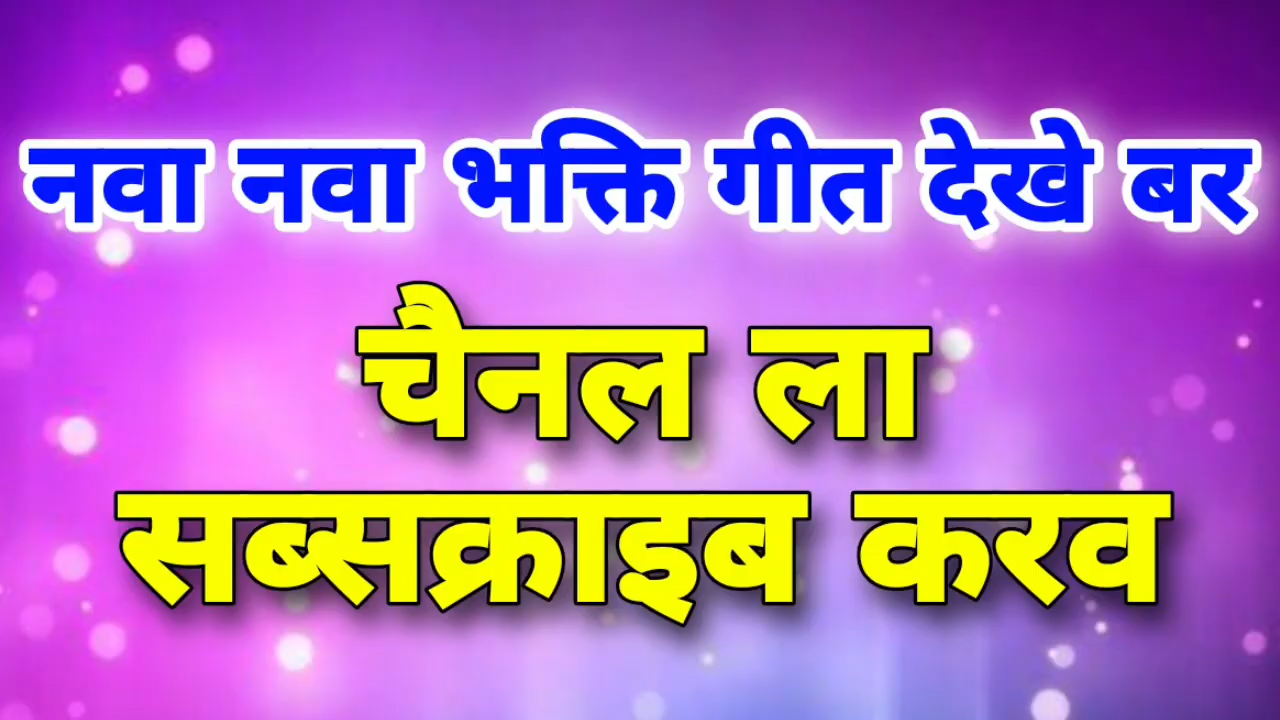 नवा नवा भक्ति गीत देखे बर
चैनल ला
सब्सक्राइब करव